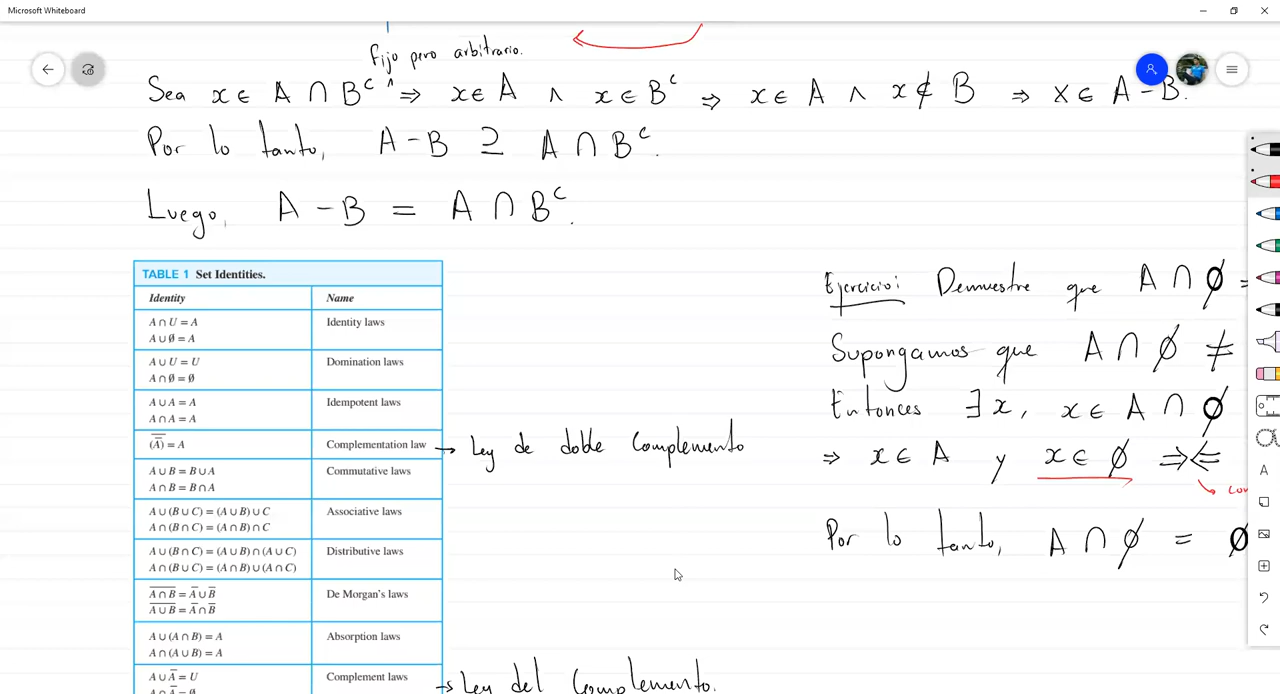 Microsoft Whiteboard
fijo pero arbitrario.
Sea x ∈ A ∩ Bᶜ ⇒ x ∈ A ∧ x ∈ Bᶜ ⇒ x ∈ A ∧ x ∉ B ⇒ x ∈ A - B.
Por lo tanto, A - B ⊇ A ∩ Bᶜ.
Luego, A - B = A ∩ Bᶜ.
TABLE 1 Set Identities.
Identity Name
A ∩ U = A Identity laws
A ∪ Ø = A
A ∪ U = U Domination laws
A ∩ Ø = Ø
A ∪ A = A Idempotent laws
A ∩ A = A
(A̿) = A Complementation law → Ley de doble complemento
A ∪ B = B ∪ A Commutative laws
A ∩ B = B ∩ A
A ∪ (B ∪ C) = (A ∪ B) ∪ C Associative laws
A ∩ (B ∩ C) = (A ∩ B) ∩ C
A ∪ (B ∩ C) = (A ∪ B) ∩ (A ∪ C) Distributive laws
A ∩ (B ∪ C) = (A ∩ B) ∪ (A ∩ C)
A̅ ̅∩̅ ̅B̅ = A̅ ∪ B̅ De Morgan's laws
A̅ ̅∪̅ ̅B̅ = A̅ ∩ B̅
A ∪ (A ∩ B) = A Absorption laws
A ∩ (A ∪ B) = A
A ∪ A̅ = U Complement laws → Ley del Complemento.
A ∩ A̅ = Ø
Ejercicio: Demuestre que A ∩ Ø =
Supongamos que A ∩ Ø ≠
Entonces ∃ x, x ∈ A ∩ Ø
⇒ x ∈ A y x ∈ Ø ⇒⇐
Por lo tanto, A ∩ Ø = Ø